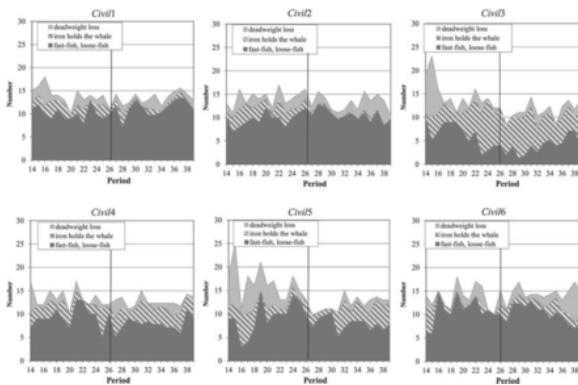 Civil1
30
25
20
15
10
5
0
Number
deadweight loss
iron holds the whale
fast-fish, loose-fish
14 16 18 20 22 24 26 28 30 32 34 36 38
Period
Civil2
30
25
20
15
10
5
0
Number
deadweight loss
iron holds the whale
fast-fish, loose-fish
14 16 18 20 22 24 26 28 30 32 34 36 38
Period
Civil3
30
25
20
15
10
5
0
Number
deadweight loss
iron holds the whale
fast-fish, loose-fish
14 16 18 20 22 24 26 28 30 32 34 36 38
Period
Civil4
30
25
20
15
10
5
0
Number
deadweight loss
iron holds the whale
fast-fish, loose-fish
14 16 18 20 22 24 26 28 30 32 34 36 38
Period
Civil5
30
25
20
15
10
5
0
Number
deadweight loss
iron holds the whale
fast-fish, loose-fish
14 16 18 20 22 24 26 28 30 32 34 36 38
Period
Civil6
30
25
20
15
10
5
0
Number
deadweight loss
iron holds the whale
fast-fish, loose-fish
14 16 18 20 22 24 26 28 30 32 34 36 38
Period